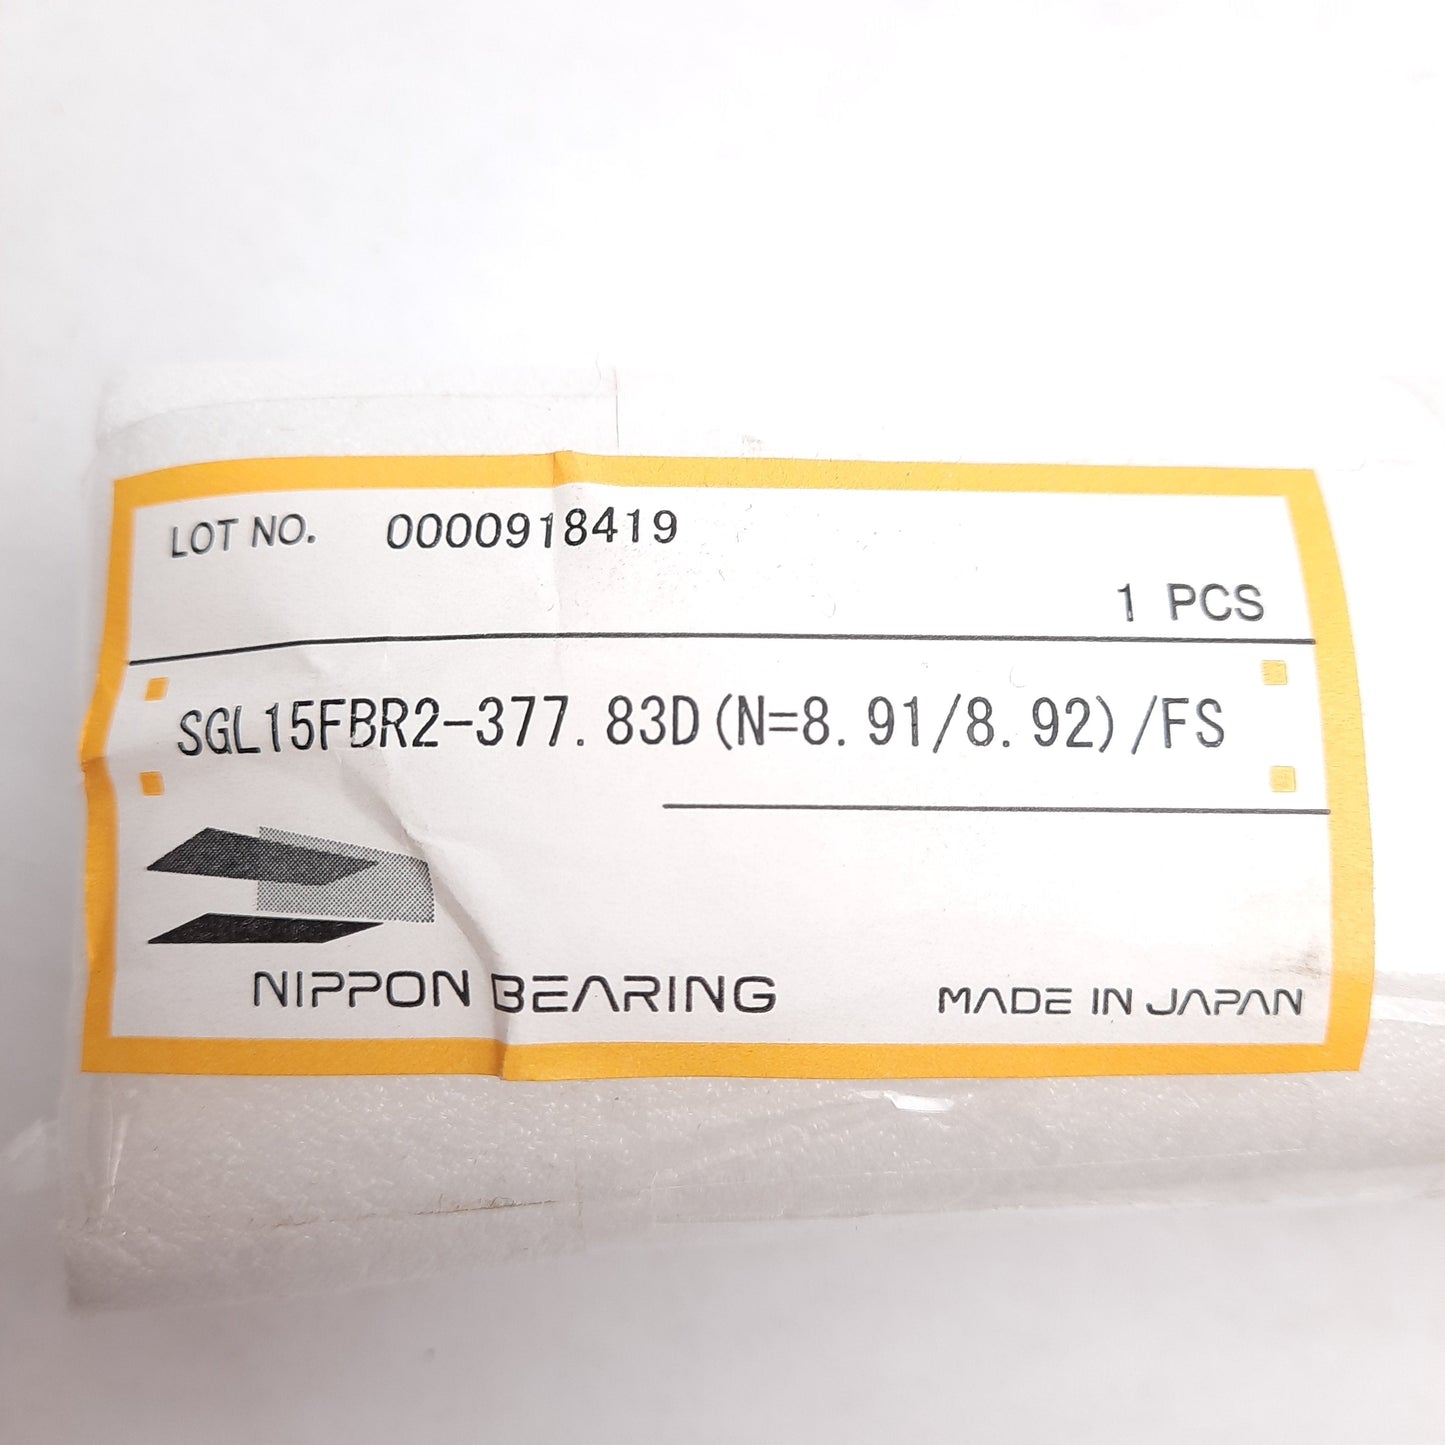 LOT NO. 0000918419
1 PCS
SGL15FBR2-377.83D(N=8.91/8.92)/FS
NIPPON BEARING MADE IN JAPAN